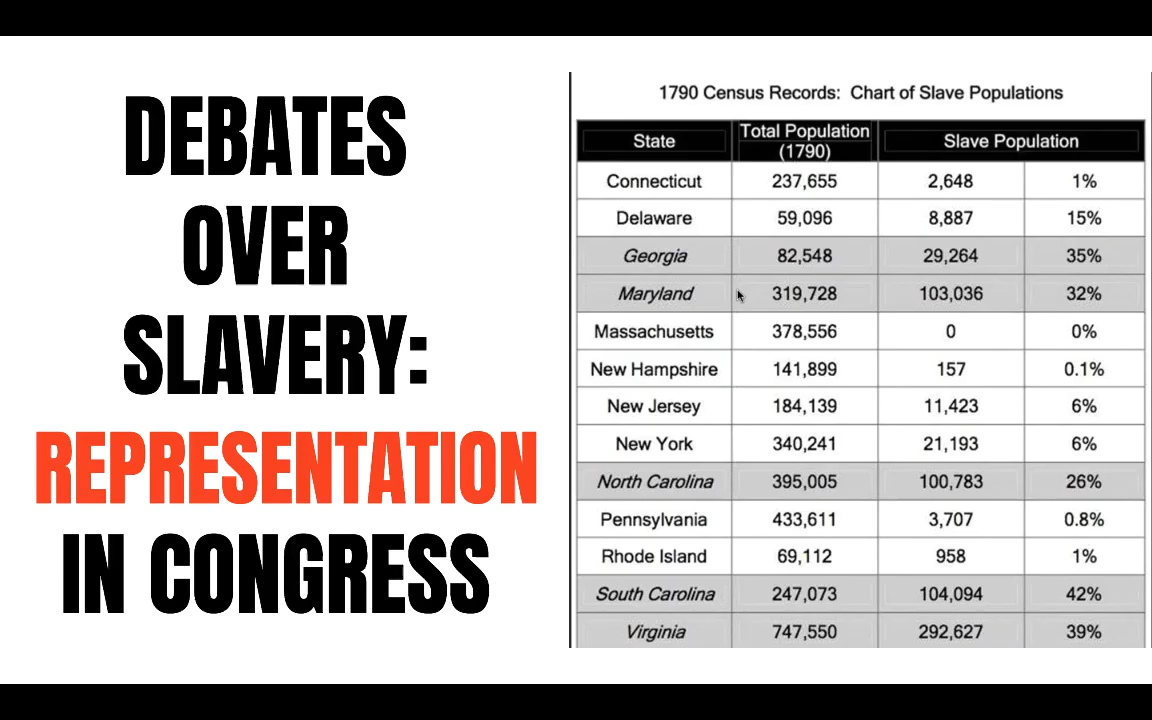 DEBATES
OVER
SLAVERY:
REPRESENTATION
IN CONGRESS
1790 Census Records: Chart of Slave Populations
State Total Population (1790) Slave Population
Connecticut 237,655 2,648 1%
Delaware 59,096 8,887 15%
Georgia 82,548 29,264 35%
Maryland 319,728 103,036 32%
Massachusetts 378,556 0 0%
New Hampshire 141,899 157 0.1%
New Jersey 184,139 11,423 6%
New York 340,241 21,193 6%
North Carolina 395,005 100,783 26%
Pennsylvania 433,611 3,707 0.8%
Rhode Island 69,112 958 1%
South Carolina 247,073 104,094 42%
Virginia 747,550 292,627 39%